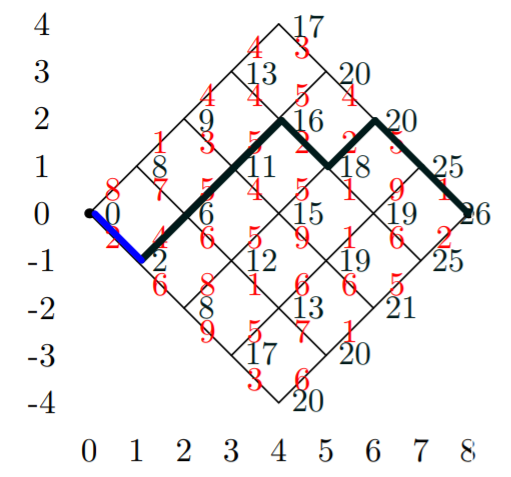 4 17
4 3
3 13 20
4 4 5 4
2 9 16 20
1 3 5 2 2 5
1 8 11 18 25
8 7 5 4 5 1 9 1
0 0 6 15 19 26
2 4 6 5 9 1 6 2
-1 2 12 19 25
6 8 1 6 6 5
-2 8 13 21
9 5 7 1
-3 17 20
3 6
-4 20
0 1 2 3 4 5 6 7 8